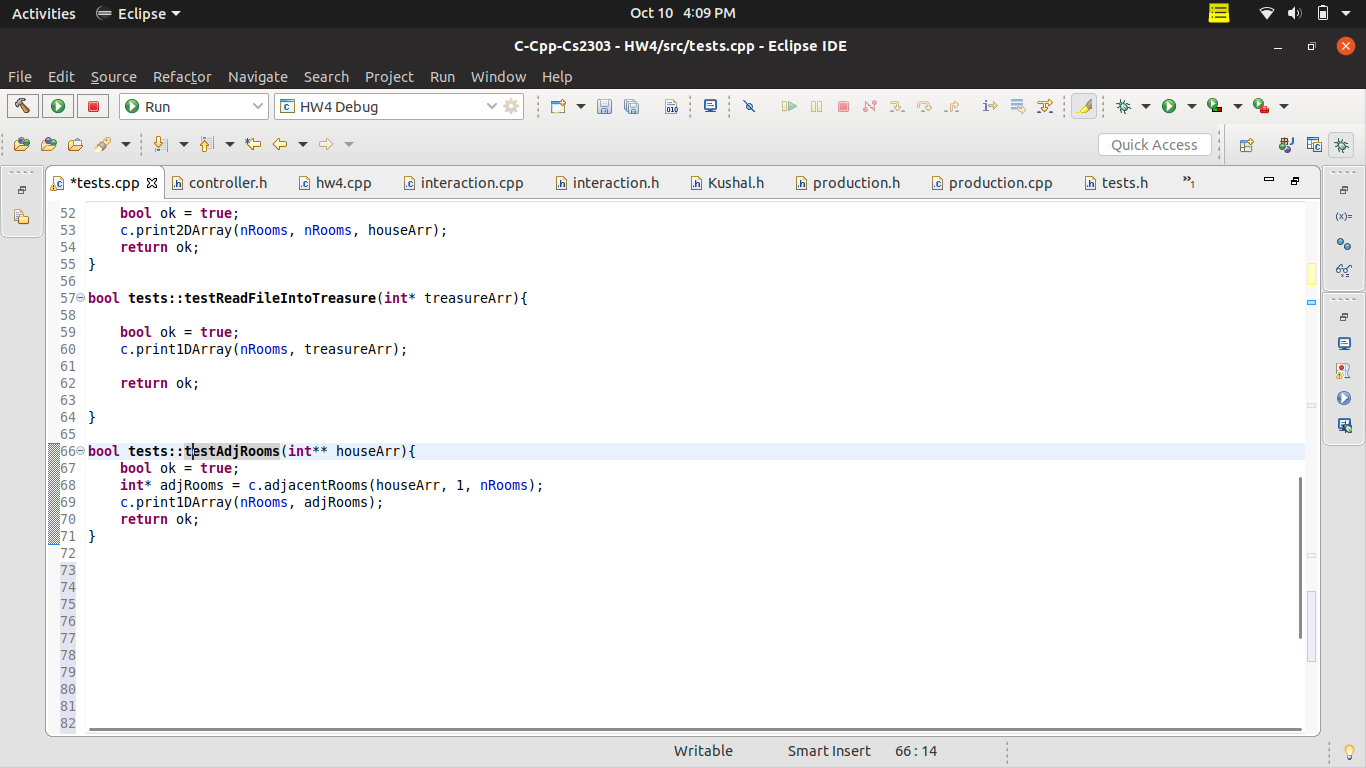 Activities Eclipse Oct 10 4:09 PM
C-Cpp-Cs2303 - HW4/src/tests.cpp - Eclipse IDE
File Edit Source Refactor Navigate Search Project Run Window Help
Run HW4 Debug
Quick Access
*tests.cpp controller.h hw4.cpp interaction.cpp interaction.h Kushal.h production.h production.cpp tests.h »1
52 bool ok = true;
53 c.print2DArray(nRooms, nRooms, houseArr);
54 return ok;
55 }
56
57 bool tests::testReadFileIntoTreasure(int* treasureArr){
58
59 bool ok = true;
60 c.print1DArray(nRooms, treasureArr);
61
62 return ok;
63
64 }
65
66 bool tests::testAdjRooms(int** houseArr){
67 bool ok = true;
68 int* adjRooms = c.adjacentRooms(houseArr, 1, nRooms);
69 c.print1DArray(nRooms, adjRooms);
70 return ok;
71 }
72
73
74
75
76
77
78
79
80
81
82
Writable Smart Insert 66 : 14